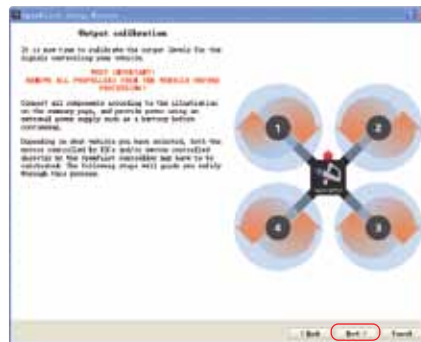 OpenPilot Setup Wizard
Output calibration
It is now time to calibrate the output levels for the
signals controlling your vehicle.
VERY IMPORTANT!
REMOVE ALL PROPELLERS FROM THE VEHICLE BEFORE
PROCEEDING!
Connect all components according to the illustration
on the summary page, and provide power using an
external power supply such as a battery before
continuing.
Depending on what vehicle you have selected, both the
motors controlled by ESCs and/or servos controlled
directly by the OpenPilot controller may have to be
calibrated. The following steps will guide you safely
through this process.
1
2
4
3
< Back
Next >
Cancel